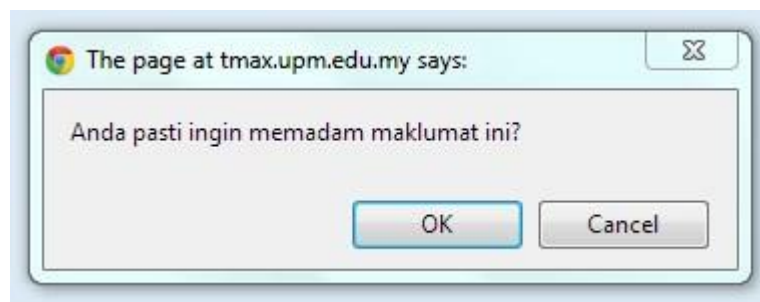 The page at tmax.upm.edu.my says:
Anda pasti ingin memadam maklumat ini?
OK Cancel